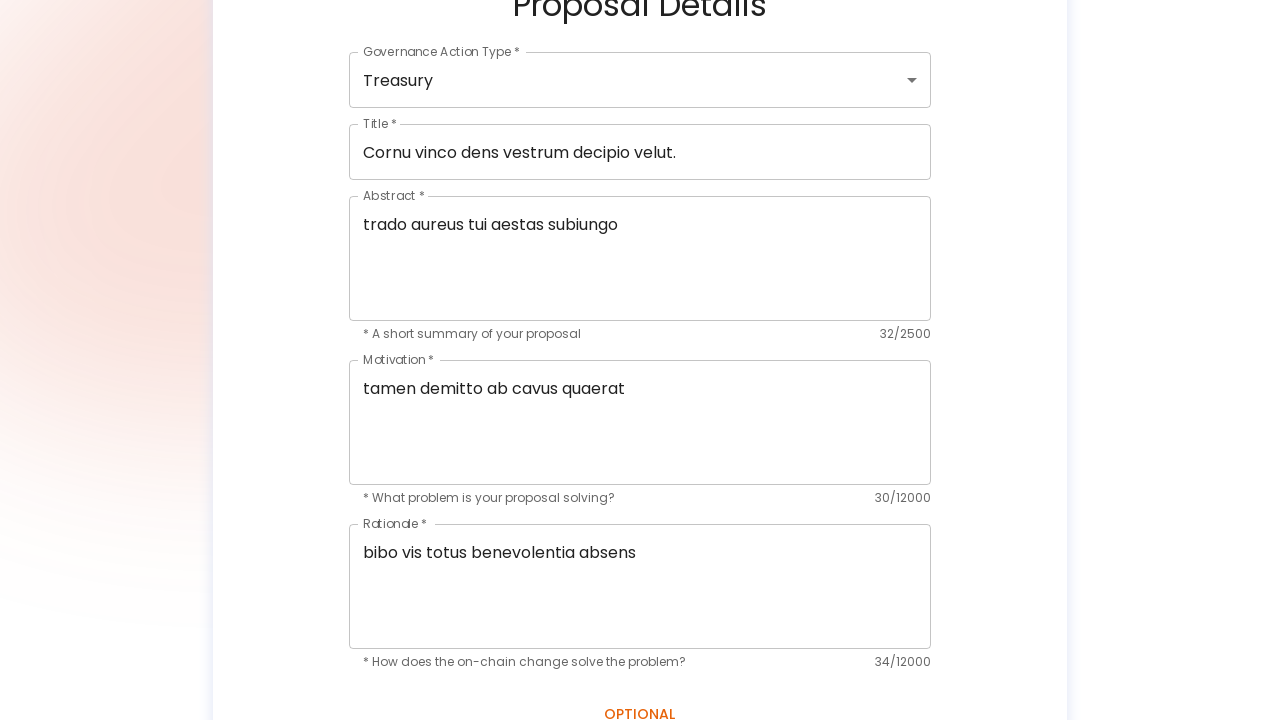 Proposal Details
Governance Action Type *
Treasury
Title *
Cornu vinco dens vestrum decipio velut.
Abstract *
trado aureus tui aestas subiungo
* A short summary of your proposal 32/2500
Motivation *
tamen demitto ab cavus quaerat
* What problem is your proposal solving? 30/12000
Rationale *
bibo vis totus benevolentia absens
* How does the on-chain change solve the problem? 34/12000
OPTIONAL